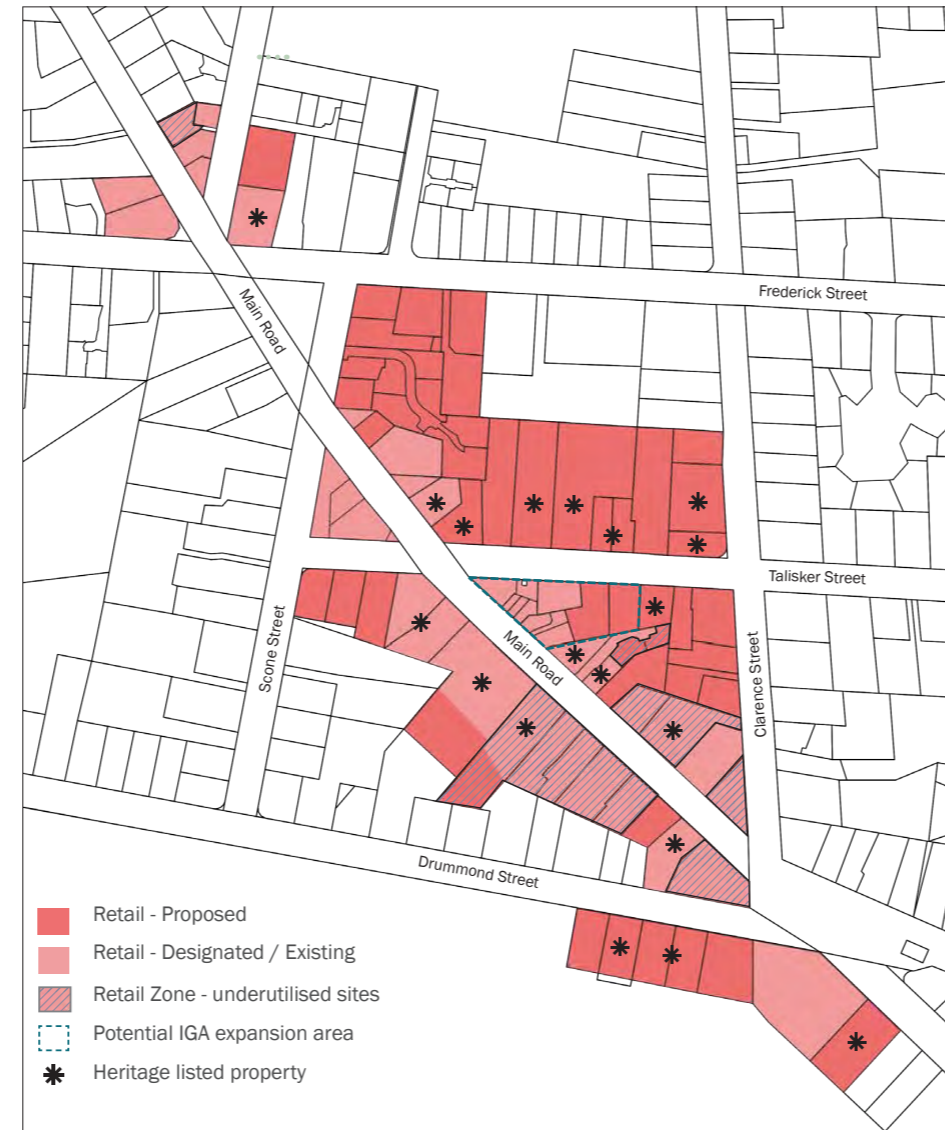 Main Road
Frederick Street
Talisker Street
Scone Street
Main Road
Clarence Street
Drummond Street
Retail - Proposed
Retail - Designated / Existing
Retail Zone - underutilised sites
Potential IGA expansion area
Heritage listed property